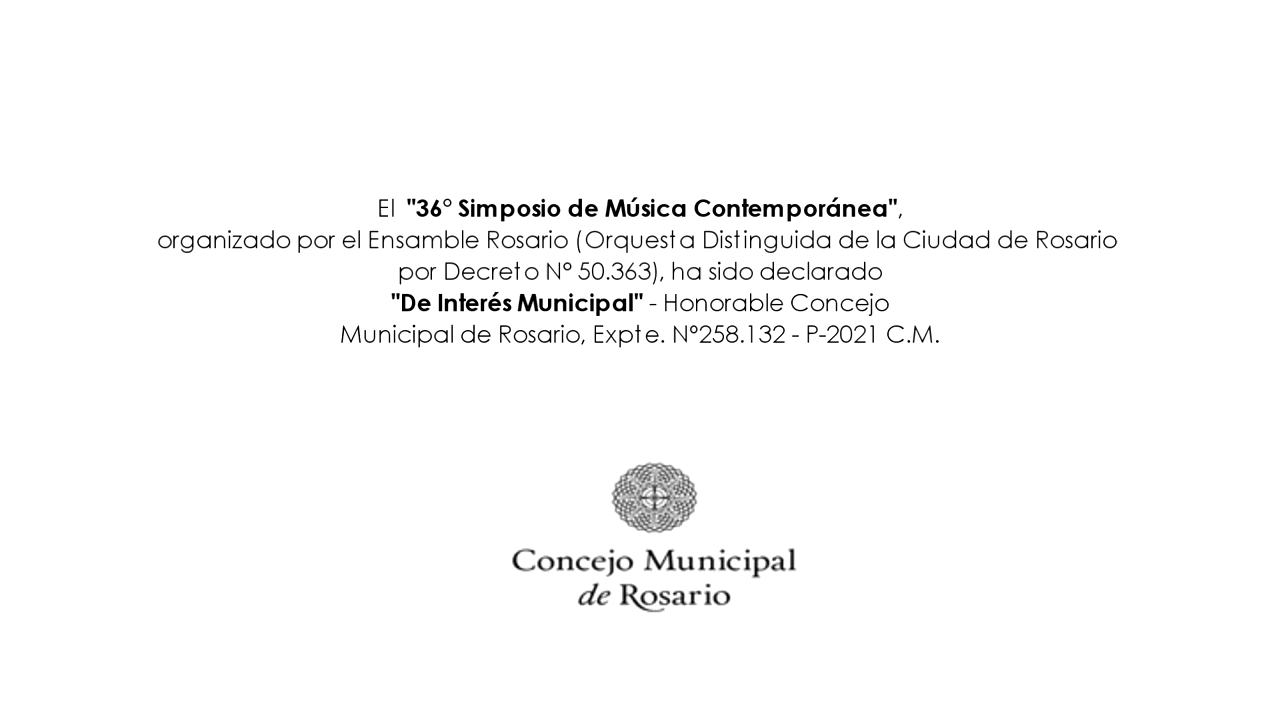 El "36° Simposio de Música Contemporánea",
organizado por el Ensamble Rosario (Orquesta Distinguida de la Ciudad de Rosario
por Decreto N° 50.363), ha sido declarado
"De Interés Municipal" - Honorable Concejo
Municipal de Rosario, Expte. N°258.132 - P-2021 C.M.
Concejo Municipal
de Rosario